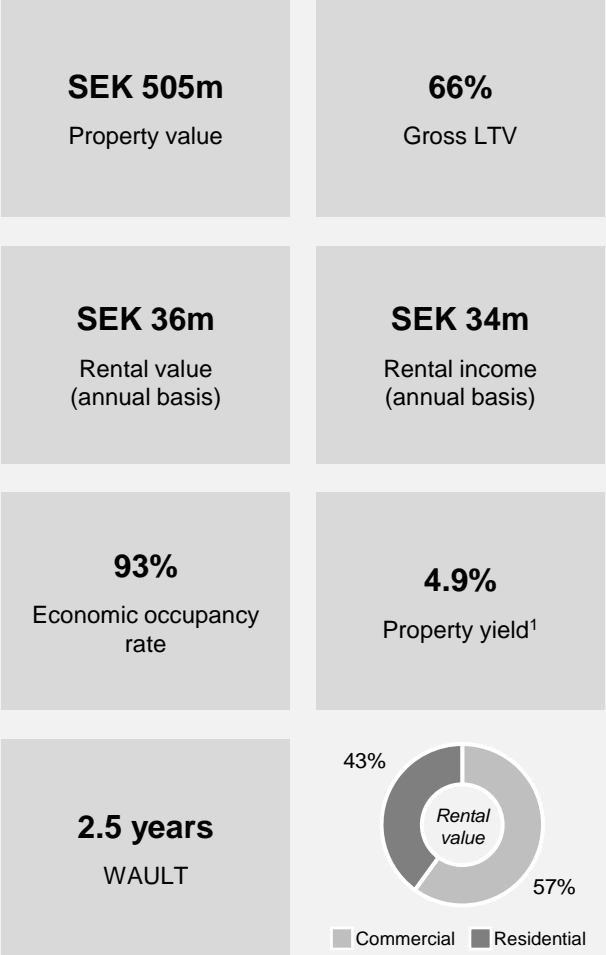 SEK 505m
Property value
66%
Gross LTV
SEK 36m
Rental value
(annual basis)
SEK 34m
Rental income
(annual basis)
93%
Economic occupancy
rate
4.9%
Property yield¹
2.5 years
WAULT
43%
Rental
value
57%
Commercial
Residential